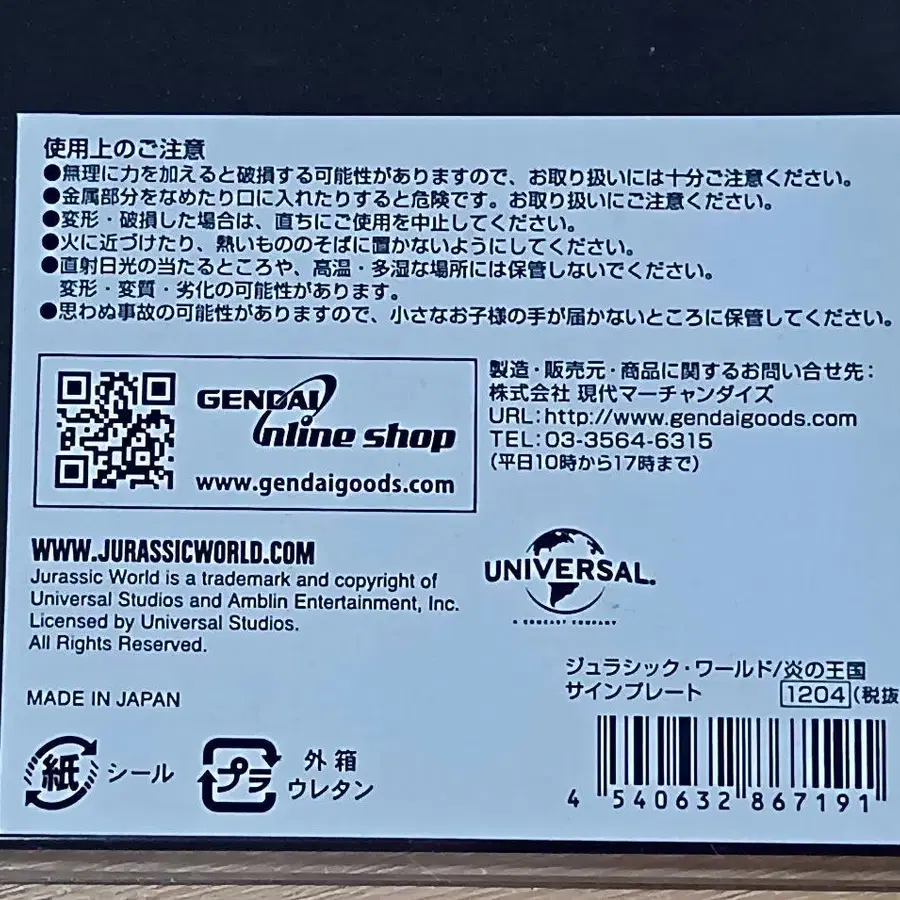 使用上のご注意
●無理に力を加えると破損する可能性がありますので、お取り扱いには十分ご注意ください。
●金属部分をなめたり口に入れたりすると危険です。お取り扱いにご注意ください。
●変形・破損した場合は、直ちにご使用を中止してください。
●火に近づけたり、熱いもののそばに置かないようにしてください。
●直射日光の当たるところや、高温・多湿な場所には保管しないでください。
変形・変質・劣化の可能性があります。
●思わぬ事故の可能性がありますので、小さなお子様の手が届かないところに保管してください。
GENDAI
Online shop
www.gendaigoods.com
製造・販売元・商品に関するお問い合せ先：
株式会社 現代マーチャンダイズ
URL：http://www.gendaigoods.com
TEL：03-3564-6315
（平日10時から17時まで）
WWW.JURASSICWORLD.COM
Jurassic World is a trademark and copyright of
Universal Studios and Amblin Entertainment, Inc.
Licensed by Universal Studios.
All Rights Reserved.
UNIVERSAL.
A COMCAST COMPANY
MADE IN JAPAN
ジュラシック・ワールド/炎の王国
サインプレート 1204 (税抜
紙 シール
プラ 外箱
ウレタン
4 540632 867191